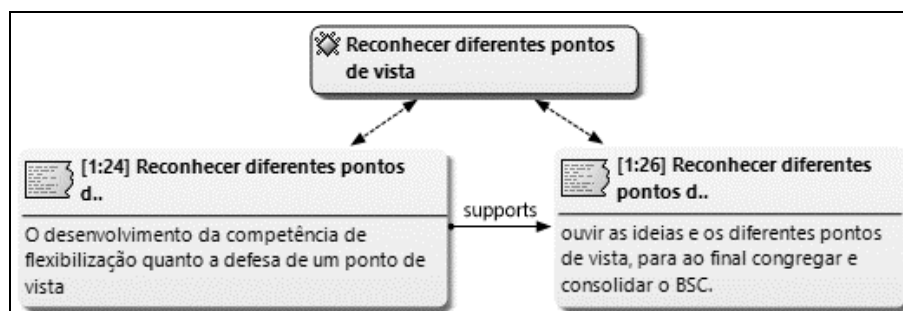 Reconhecer diferentes pontos
de vista
[1:24] Reconhecer diferentes pontos
d..
O desenvolvimento da competência de
flexibilização quanto a defesa de um ponto de
vista
supports
[1:26] Reconhecer diferentes
pontos d..
ouvir as ideias e os diferentes pontos
de vista, para ao final congregar e
consolidar o BSC.